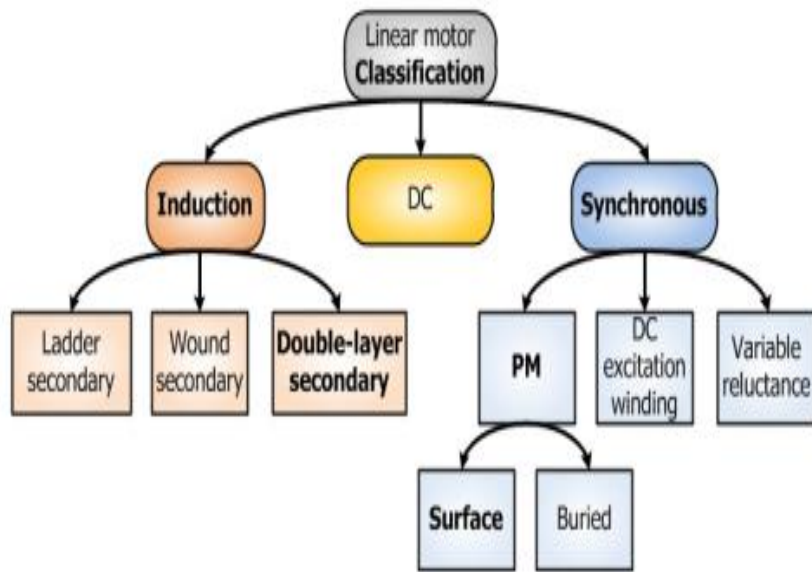 Linear motor
Classification
Induction
DC
Synchronous
Ladder
secondary
Wound
secondary
Double-layer
secondary
PM
DC
excitation
winding
Variable
reluctance
Surface
Buried